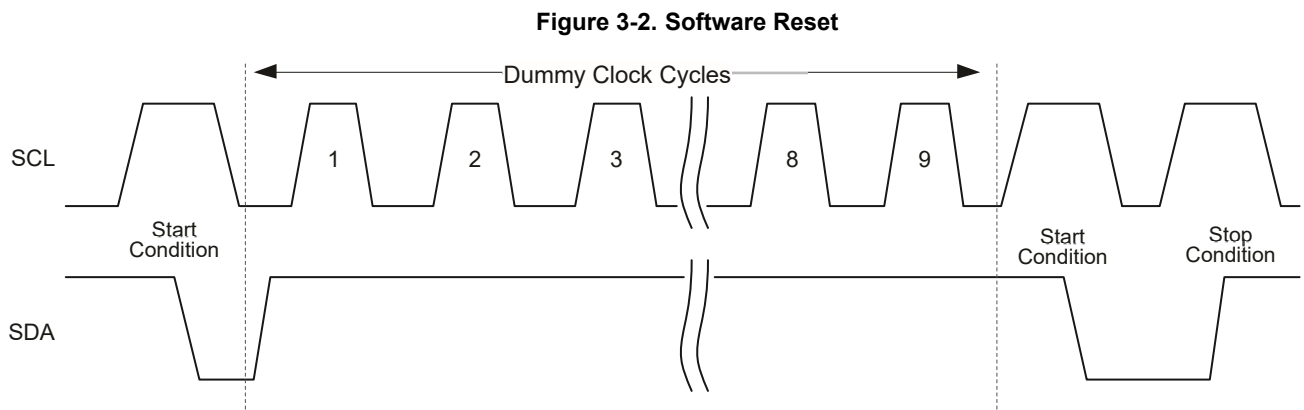 Figure 3-2. Software Reset
Dummy Clock Cycles
SCL
1
2
3
8
9
Start
Condition
Start
Condition
Stop
Condition
SDA